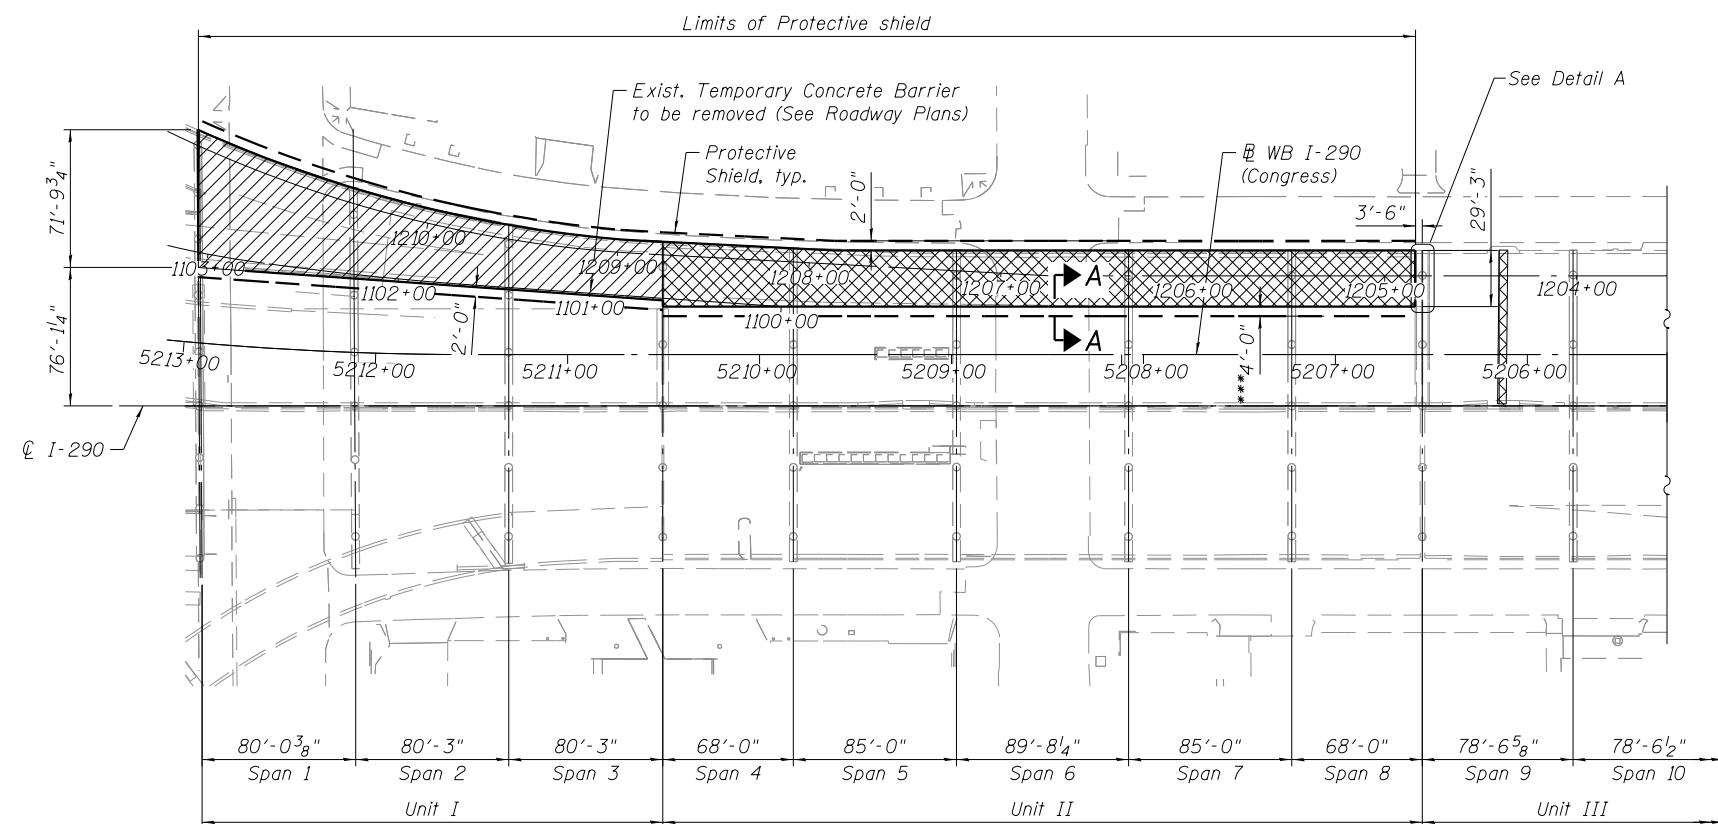 Limits of Protective shield
See Detail A
Exist. Temporary Concrete Barrier
to be removed (See Roadway Plans)
Protective
Shield, typ.
℄ WB I-290
(Congress)
71'-9¾"
2'-0"
3'-6"
29'-3"
1210+00
1209+00
1208+00
1207+00
1206+00
1205+00
1204+00
A
1103+00
1102+00
1101+00
1100+00
2'-0"
A
***4'-0"
76'-1¼"
5213+00
5212+00
5211+00
5210+00
5209+00
5208+00
5207+00
5206+00
℄ I-290
80'-0⅜"
80'-3"
80'-3"
68'-0"
85'-0"
89'-8¼"
85'-0"
68'-0"
78'-6⅝"
78'-6½"
Span 1
Span 2
Span 3
Span 4
Span 5
Span 6
Span 7
Span 8
Span 9
Span 10
Unit I
Unit II
Unit III